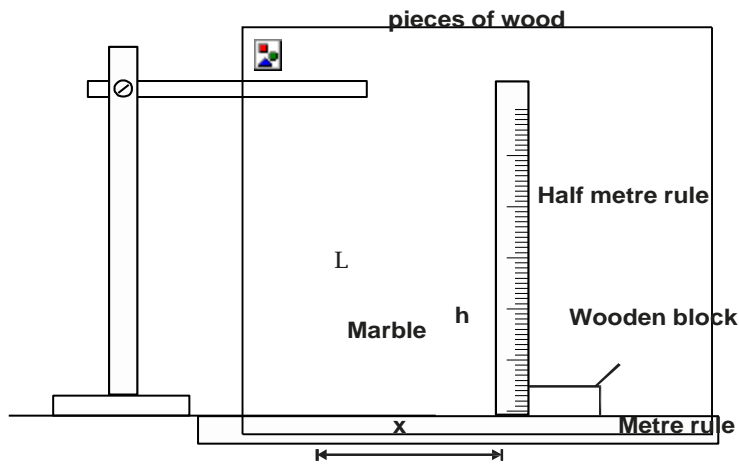 pieces of wood
Half metre rule
L
h
Wooden block
Marble
x
Metre rule